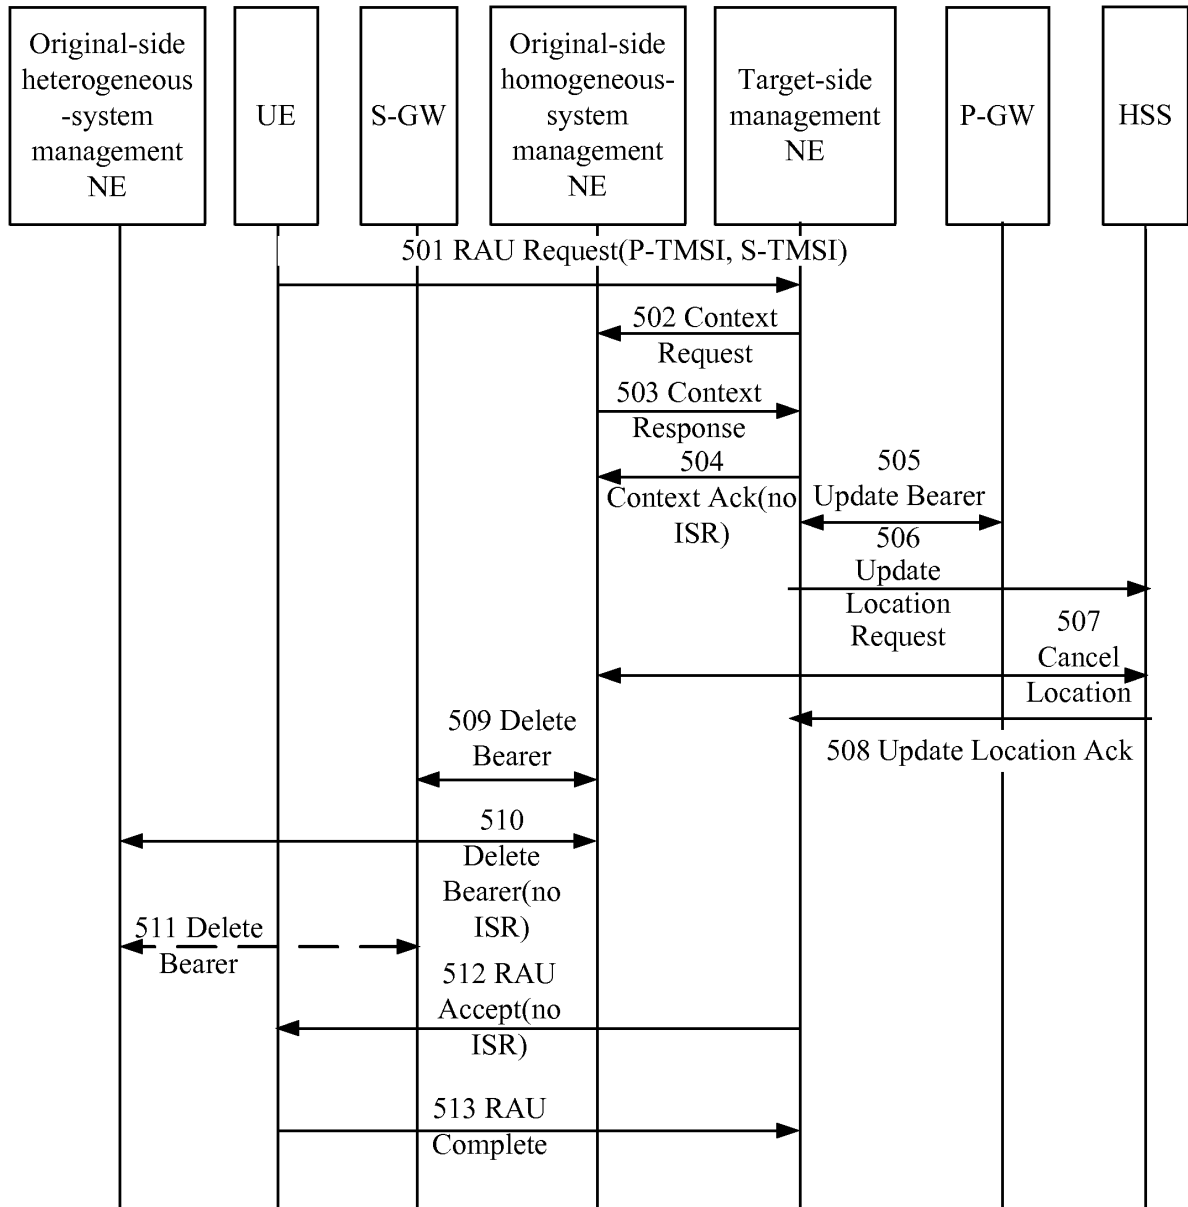 Original-side
heterogeneous
-system
management
NE
UE
S-GW
Original-side
homogeneous-
system
management
NE
Target-side
management
NE
P-GW
HSS
501 RAU Request(P-TMSI, S-TMSI)
502 Context
Request
503 Context
Response
504
Context Ack(no
ISR)
505
Update Bearer
506
Update
Location
Request
507
Cancel
Location
508 Update Location Ack
509 Delete
Bearer
510
Delete
Bearer(no
ISR)
511 Delete
Bearer
512 RAU
Accept(no
ISR)
513 RAU
Complete